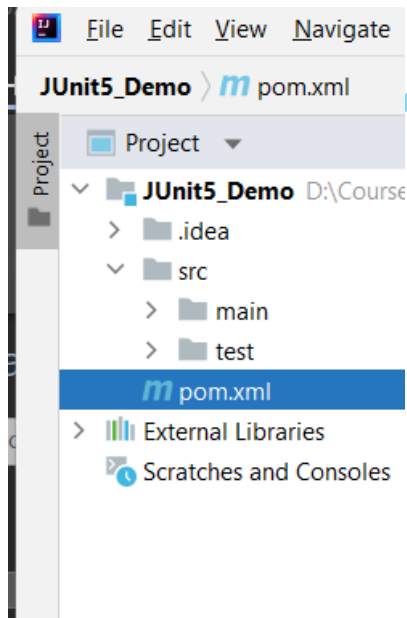 File Edit View Navigate
JUnit5_Demo pom.xml
Project
Project
JUnit5_Demo D:\Course
.idea
src
main
test
pom.xml
External Libraries
Scratches and Consoles